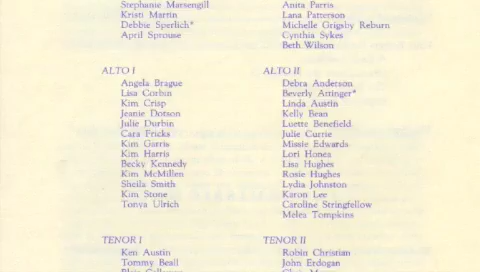 Stephanie Marsengill
Kristi Martin
Debbie Sperlich*
April Sprouse
Anita Parris
Lana Patterson
Michelle Grigsby Reburn
Cynthia Sykes
Beth Wilson
ALTO I
Angela Brague
Lisa Corbin
Kim Crisp
Jeanie Dotson
Julie Durbin
Cara Fricks
Kim Garris
Kim Harris
Becky Kennedy
Kim McMillen
Sheila Smith
Kim Stone
Tonya Ulrich
ALTO II
Debra Anderson
Beverly Attinger*
Linda Austin
Kelly Bean
Luette Benefield
Julie Currie
Missie Edwards
Lori Honea
Lisa Hughes
Rosie Hughes
Lydia Johnston
Karon Lee
Caroline Stringfellow
Melea Tompkins
TENOR I
Ken Austin
Tommy Beall
TENOR II
Robin Christian
John Erdogan